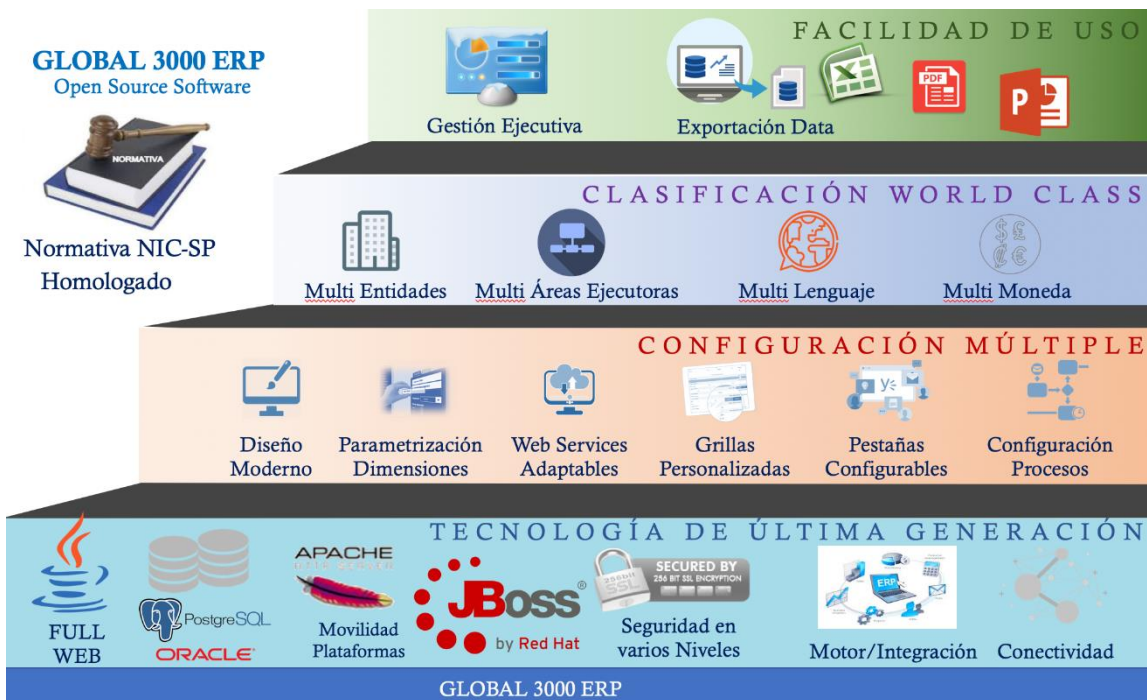 GLOBAL 3000 ERP
Open Source Software
NORMATIVA
Normativa NIC-SP
Homologado
FACILIDAD DE USO
Gestión Ejecutiva
Exportación Data
PDF
P
CLASIFICACIÓN WORLD CLASS
Multi Entidades
Multi Áreas Ejecutoras
Multi Lenguaje
Multi Moneda
CONFIGURACIÓN MÚLTIPLE
Diseño
Moderno
Parametrización
Dimensiones
Web Services
Adaptables
Grillas
Personalizadas
Pestañas
Configurables
Configuración
Procesos
TECNOLOGÍA DE ÚLTIMA GENERACIÓN
FULL
WEB
PostgreSQL
ORACLE
APACHE
Movilidad
Plataformas
JBoss®
by Red Hat
256bit
SSL
SECURED BY
256 BIT SSL ENCRYPTION
Seguridad en
varios Niveles
ERP
Motor/Integración
Conectividad
GLOBAL 3000 ERP